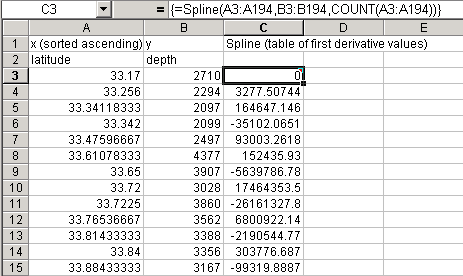 C3 = {=Spline(A3:A194,B3:B194,COUNT(A3:A194))}
A B C D E
1 x (sorted ascending) y Spline (table of first derivative values)
2 latitude depth
3 33.17 2710 0
4 33.256 2294 3277.50744
5 33.34118333 2097 164647.146
6 33.342 2099 -35102.0651
7 33.47596667 2497 93003.2618
8 33.61078333 4377 152435.93
9 33.65 3907 -5639786.78
10 33.72 3028 17464353.5
11 33.7225 3860 -26161327.8
12 33.76536667 3562 6800922.14
13 33.81433333 3388 -2190544.77
14 33.84 3356 303776.687
15 33.88433333 3167 -99319.8887